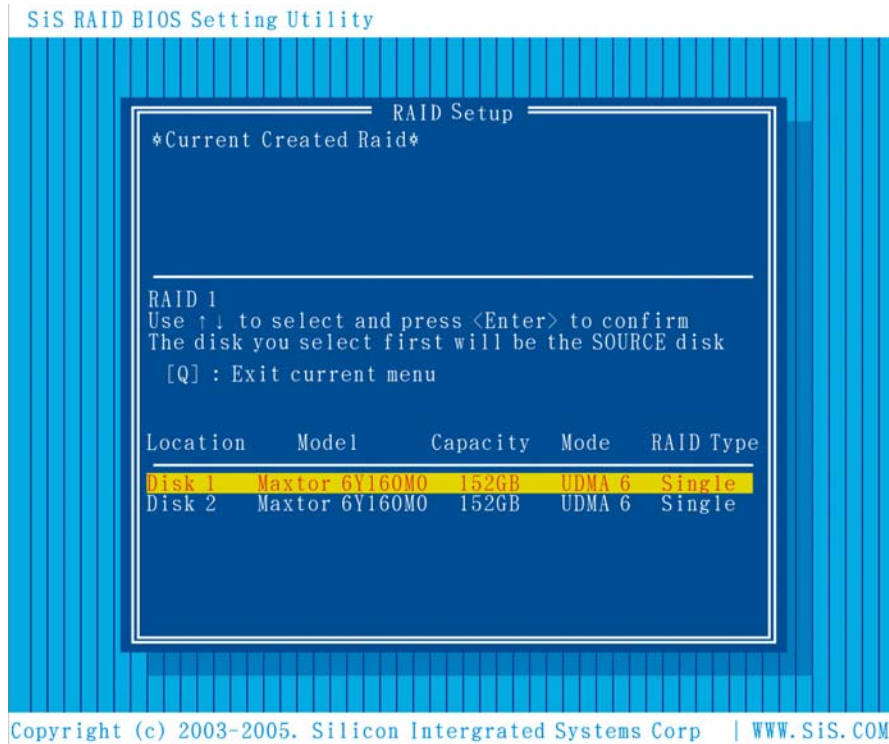 SiS RAID BIOS Setting Utility
RAID Setup
*Current Created Raid*
RAID 1
Use ↑↓ to select and press <Enter> to confirm
The disk you select first will be the SOURCE disk
[Q] : Exit current menu
Location Model Capacity Mode RAID Type
Disk 1 Maxtor 6Y160M0 152GB UDMA 6 Single
Disk 2 Maxtor 6Y160M0 152GB UDMA 6 Single
Copyright (c) 2003-2005. Silicon Intergrated Systems Corp | WWW.SiS.COM